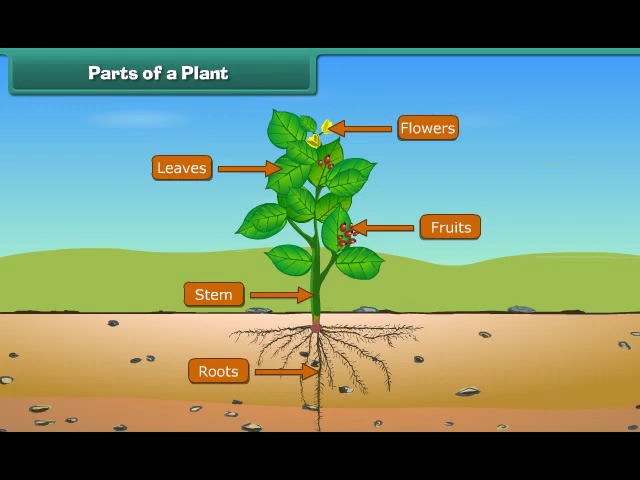 Parts of a Plant
Flowers
Leaves
Fruits
Stem
Roots